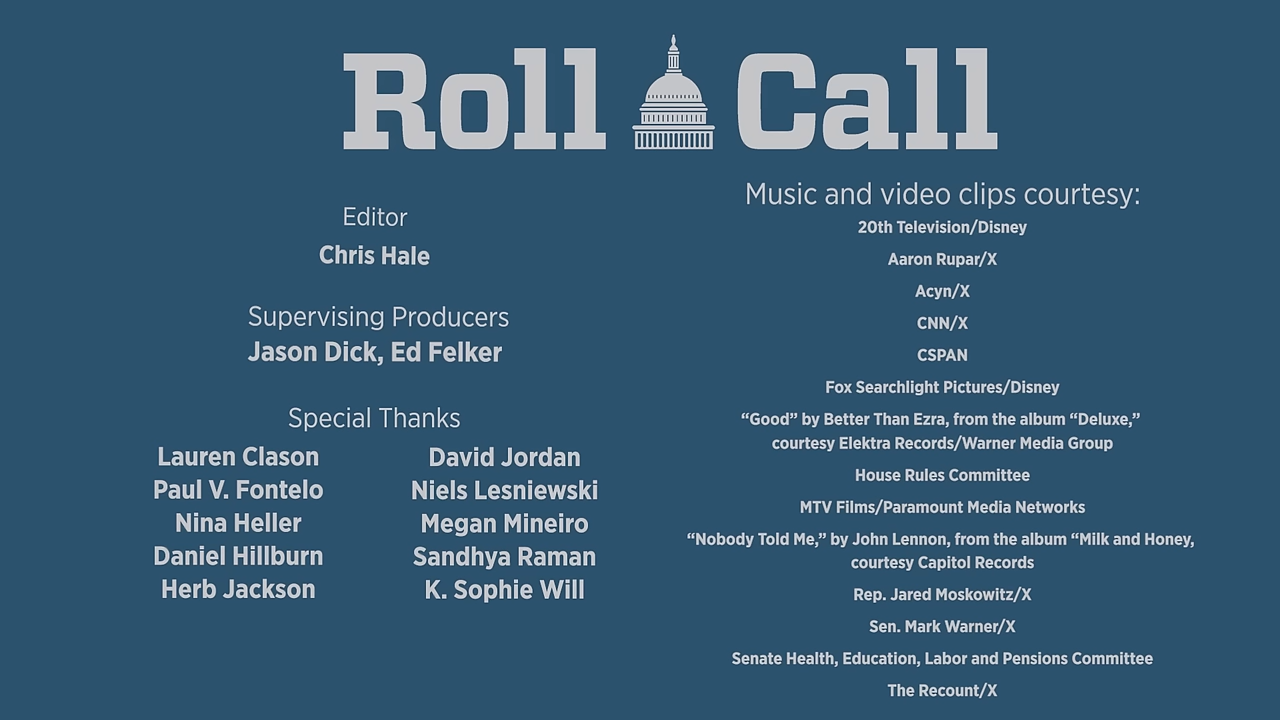 Roll Call
Editor
Chris Hale
Supervising Producers
Jason Dick, Ed Felker
Special Thanks
Lauren Clason
Paul V. Fontelo
Nina Heller
Daniel Hillburn
Herb Jackson
David Jordan
Niels Lesniewski
Megan Mineiro
Sandhya Raman
K. Sophie Will
Music and video clips courtesy:
20th Television/Disney
Aaron Rupar/X
Acyn/X
CNN/X
CSPAN
Fox Searchlight Pictures/Disney
“Good” by Better Than Ezra, from the album “Deluxe,”
courtesy Elektra Records/Warner Media Group
House Rules Committee
MTV Films/Paramount Media Networks
“Nobody Told Me,” by John Lennon, from the album “Milk and Honey,
courtesy Capitol Records
Rep. Jared Moskowitz/X
Sen. Mark Warner/X
Senate Health, Education, Labor and Pensions Committee
The Recount/X